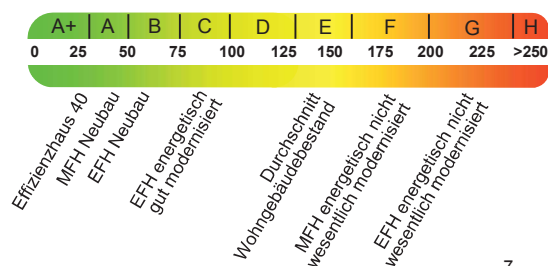 A+ A B C D E F G H
0 25 50 75 100 125 150 175 200 225 >250
Effizienzhaus 40
MFH Neubau
EFH Neubau
EFH energetisch
gut modernisiert
Durchschnitt
Wohngebäudebestand
MFH energetisch nicht
wesentlich modernisiert
EFH energetisch nicht
wesentlich modernisiert
7